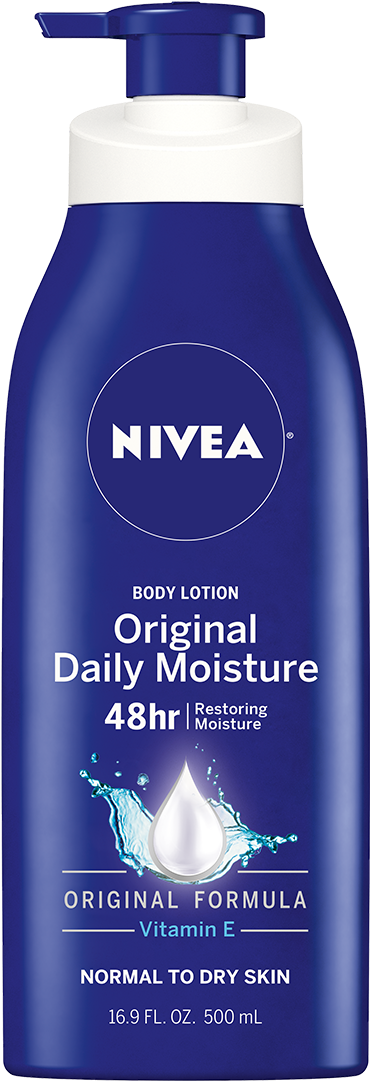 NIVEA®
BODY LOTION
Original
Daily Moisture
48hr | Restoring
Moisture
ORIGINAL FORMULA
Vitamin E
NORMAL TO DRY SKIN
16.9 FL. OZ. 500 mL